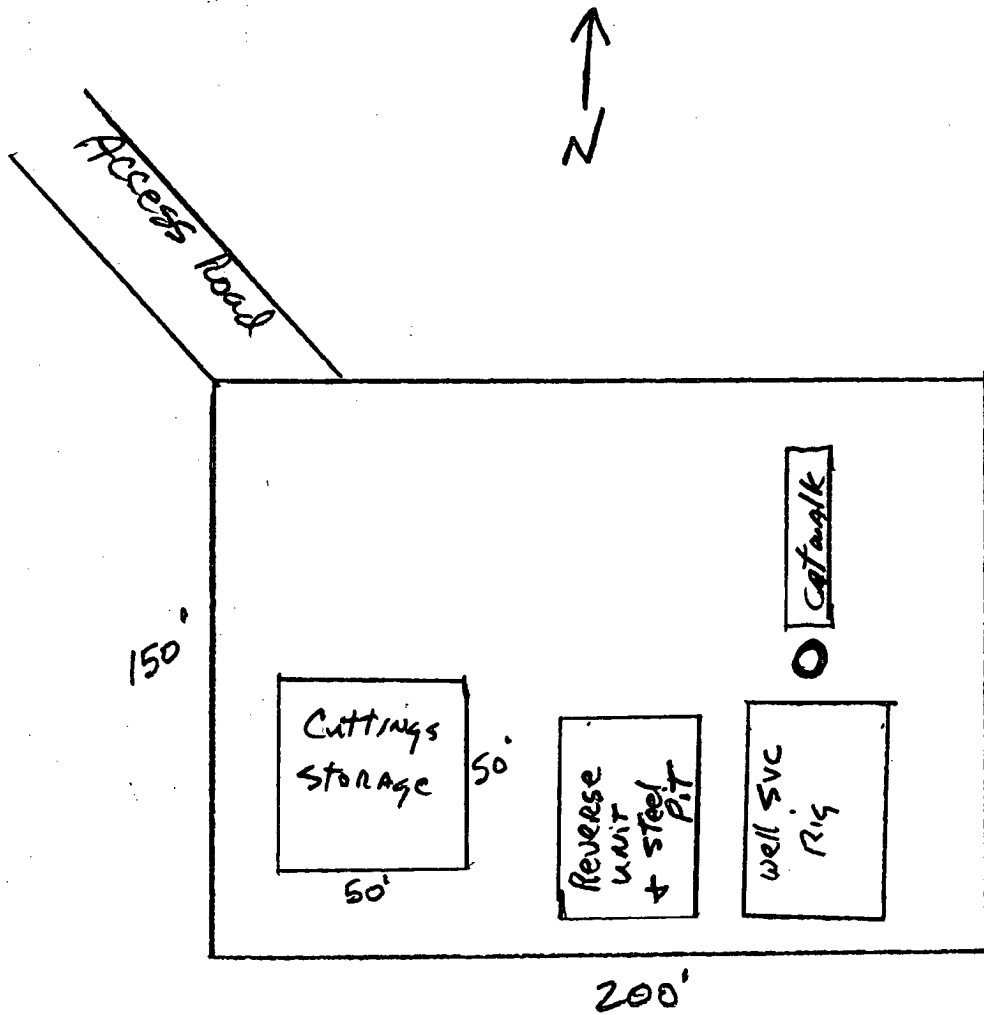 N
Access Road
catwalk
150'
Cuttings
STORAGE
50'
50'
Reverse
unit
+ steel
Pit
well svc
Rig
200'